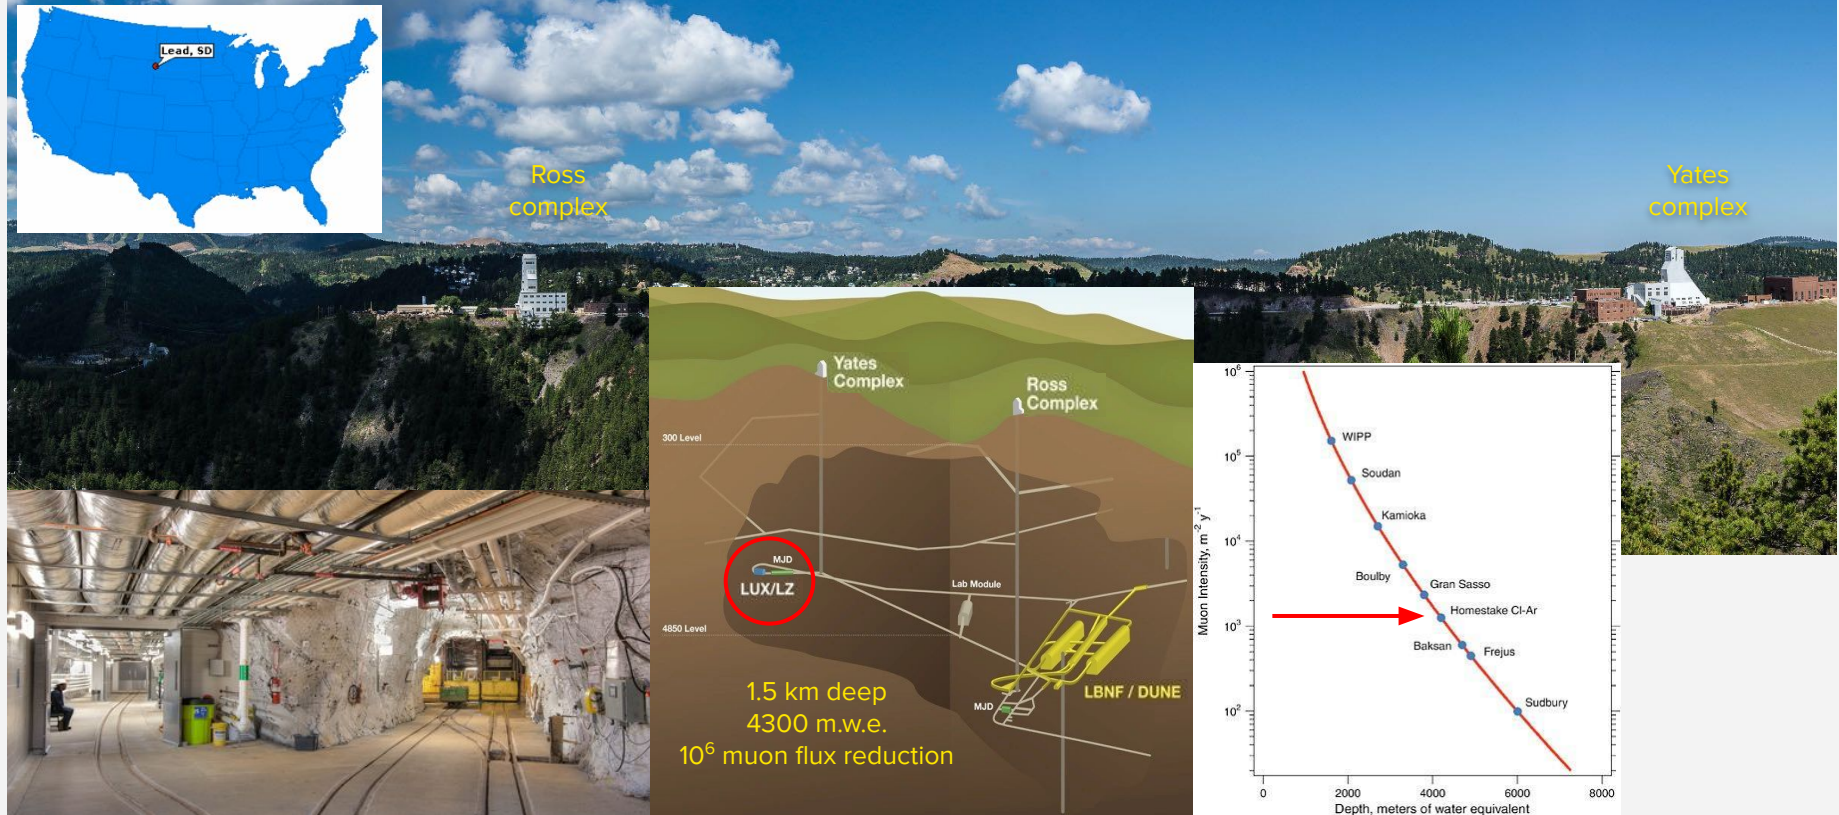 Lead, SD
Ross
complex
Yates
complex
Yates
Complex
Ross
Complex
300 Level
MJD
LUX/LZ
Lab Module
4850 Level
LBNF / DUNE
MJD
1.5 km deep
4300 m.w.e.
10⁶ muon flux reduction
10⁶
10⁵
10⁴
10³
10²
Muon Intensity, m⁻² y⁻¹
WIPP
Soudan
Kamioka
Boulby
Gran Sasso
Homestake Cl-Ar
Baksan
Frejus
Sudbury
0 2000 4000 6000 8000
Depth, meters of water equivalent